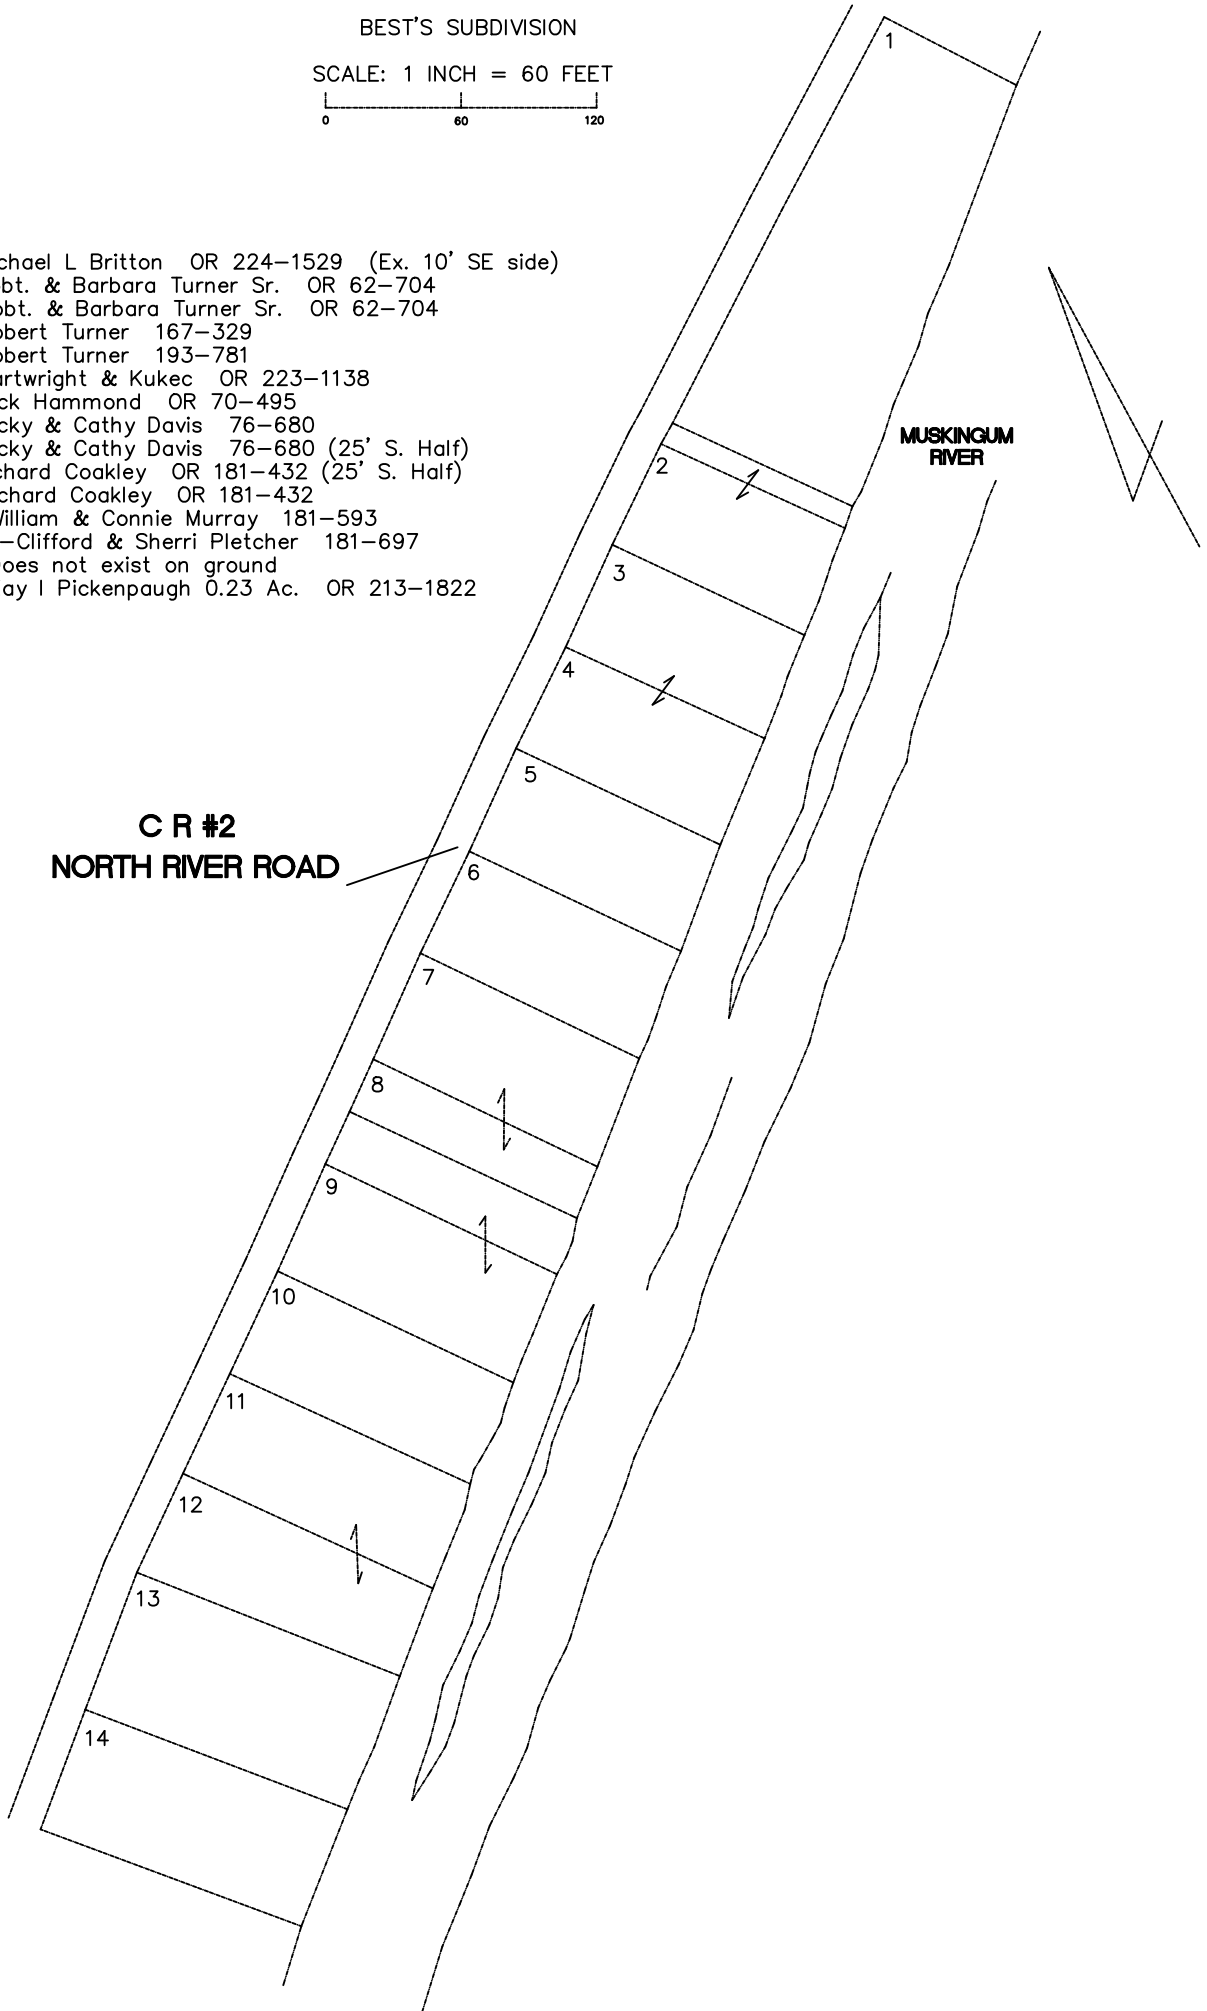 BEST'S SUBDIVISION
SCALE: 1 INCH = 60 FEET
0 60 120
chael L Britton OR 224-1529 (Ex. 10' SE side)
bt. & Barbara Turner Sr. OR 62-704
bt. & Barbara Turner Sr. OR 62-704
bert Turner 167-329
bert Turner 193-781
artwright & Kukec OR 223-1138
ck Hammond OR 70-495
cky & Cathy Davis 76-680
cky & Cathy Davis 76-680 (25' S. Half)
chard Coakley OR 181-432 (25' S. Half)
chard Coakley OR 181-432
William & Connie Murray 181-593
-Clifford & Sherri Pletcher 181-697
Does not exist on ground
ay I Pickenpaugh 0.23 Ac. OR 213-1822
1
MUSKINGUM
RIVER
2
3
4
5
C R #2
NORTH RIVER ROAD
6
7
8
9
10
11
12
13
14